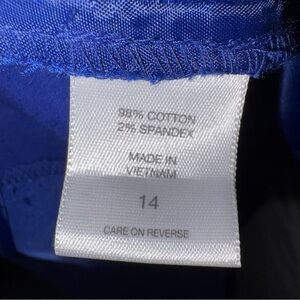 98% COTTON
2% SPANDEX
MADE IN
VIETNAM
14
CARE ON REVERSE